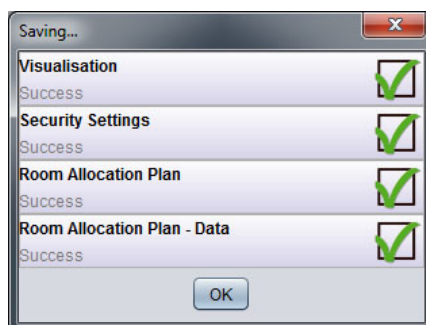 Saving...
Visualisation
Success
Security Settings
Success
Room Allocation Plan
Success
Room Allocation Plan - Data
Success
OK